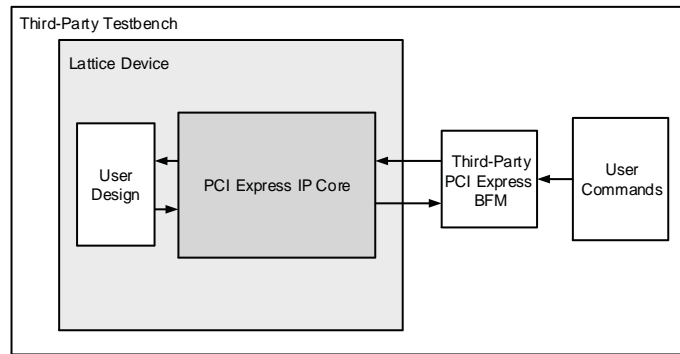 Third-Party Testbench
Lattice Device
User
Design
PCI Express IP Core
Third-Party
PCI Express
BFM
User
Commands